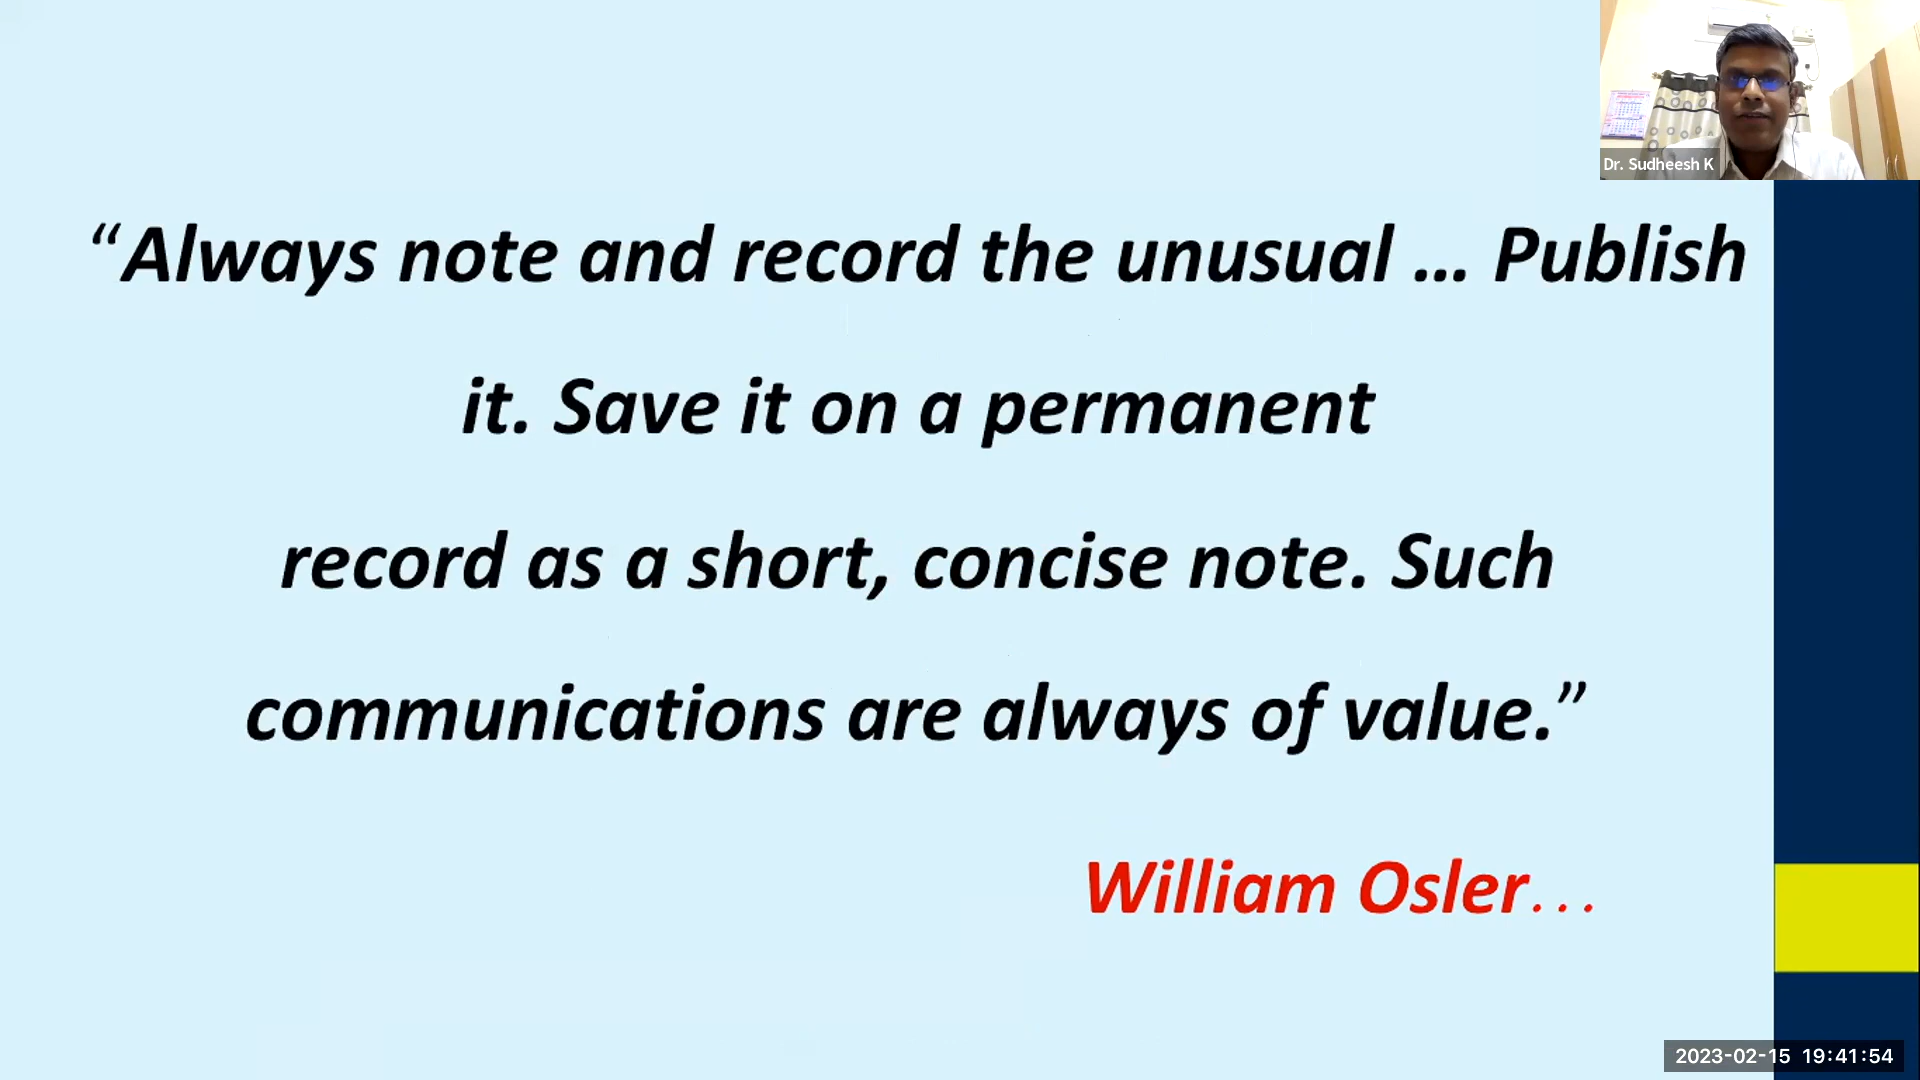 Dr. Sudheesh K
“Always note and record the unusual ... Publish
it. Save it on a permanent
record as a short, concise note. Such
communications are always of value.”
William Osler...
2023-02-15 19:41:54